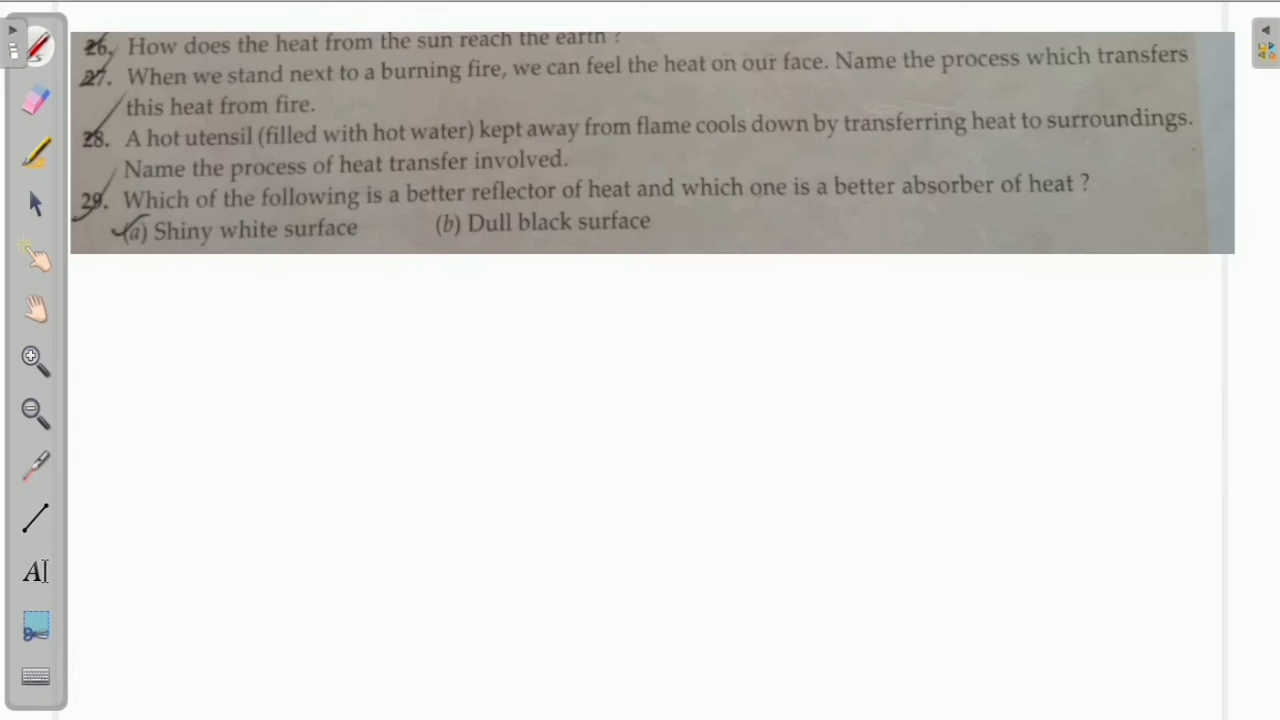 26. How does the heat from the sun reach the earth ?
27. When we stand next to a burning fire, we can feel the heat on our face. Name the process which transfers
this heat from fire.
28. A hot utensil (filled with hot water) kept away from flame cools down by transferring heat to surroundings.
Name the process of heat transfer involved.
29. Which of the following is a better reflector of heat and which one is a better absorber of heat ?
(a) Shiny white surface (b) Dull black surface
A